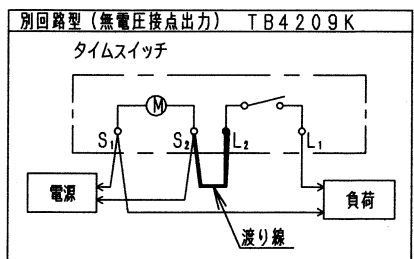 別回路型(無電圧接点出力) TB4209K
タイムスイッチ
M
S₁ S₂ L₂ L₁
電源
負荷
渡り線